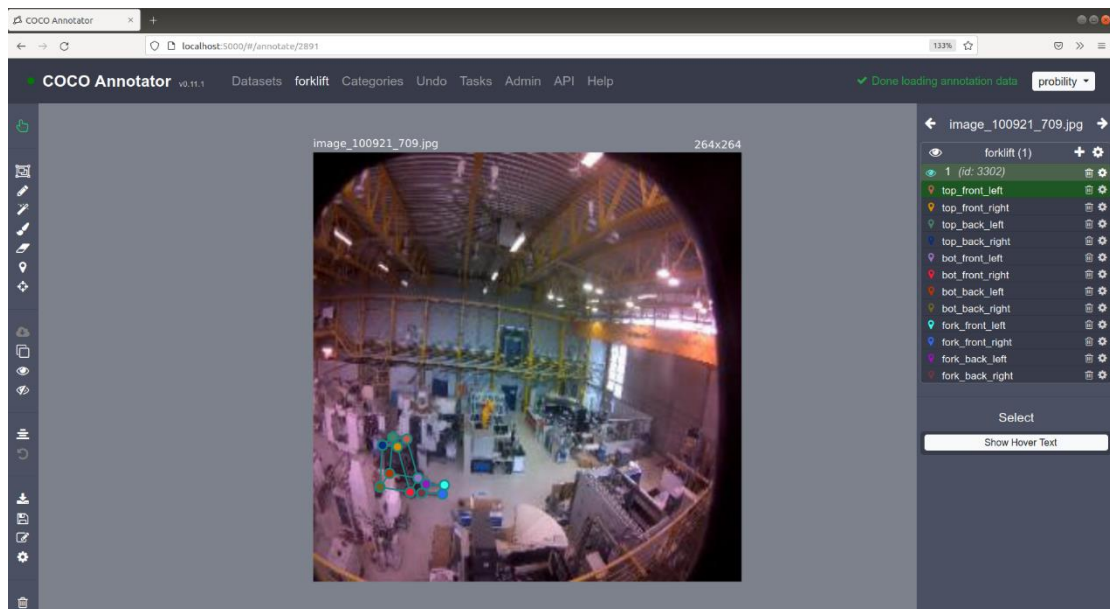 COCO Annotator
localhost:5000/#/annotate/2891
133%
COCO Annotator v0.11.1 Datasets forklift Categories Undo Tasks Admin API Help Done loading annotation data probility
image_100921_709.jpg 264x264
image_100921_709.jpg
forklift (1)
1 (id: 3302)
top_front_left
top_front_right
top_back_left
top_back_right
bot_front_left
bot_front_right
bot_back_left
bot_back_right
fork_front_left
fork_front_right
fork_back_left
fork_back_right
Select
Show Hover Text